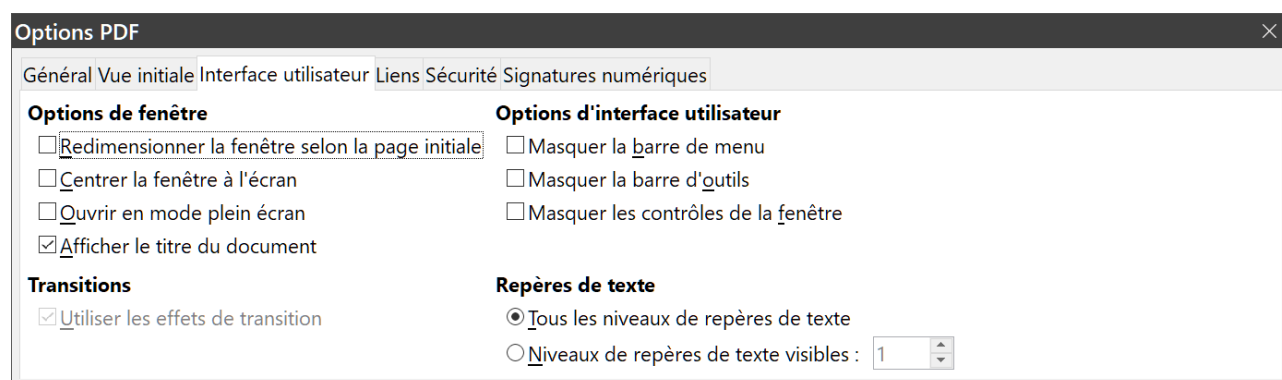 Options PDF
Général Vue initiale Interface utilisateur Liens Sécurité Signatures numériques
Options de fenêtre
Redimensionner la fenêtre selon la page initiale
Centrer la fenêtre à l'écran
Ouvrir en mode plein écran
Afficher le titre du document
Options d'interface utilisateur
Masquer la barre de menu
Masquer la barre d'outils
Masquer les contrôles de la fenêtre
Transitions
Utiliser les effets de transition
Repères de texte
Tous les niveaux de repères de texte
Niveaux de repères de texte visibles : 1